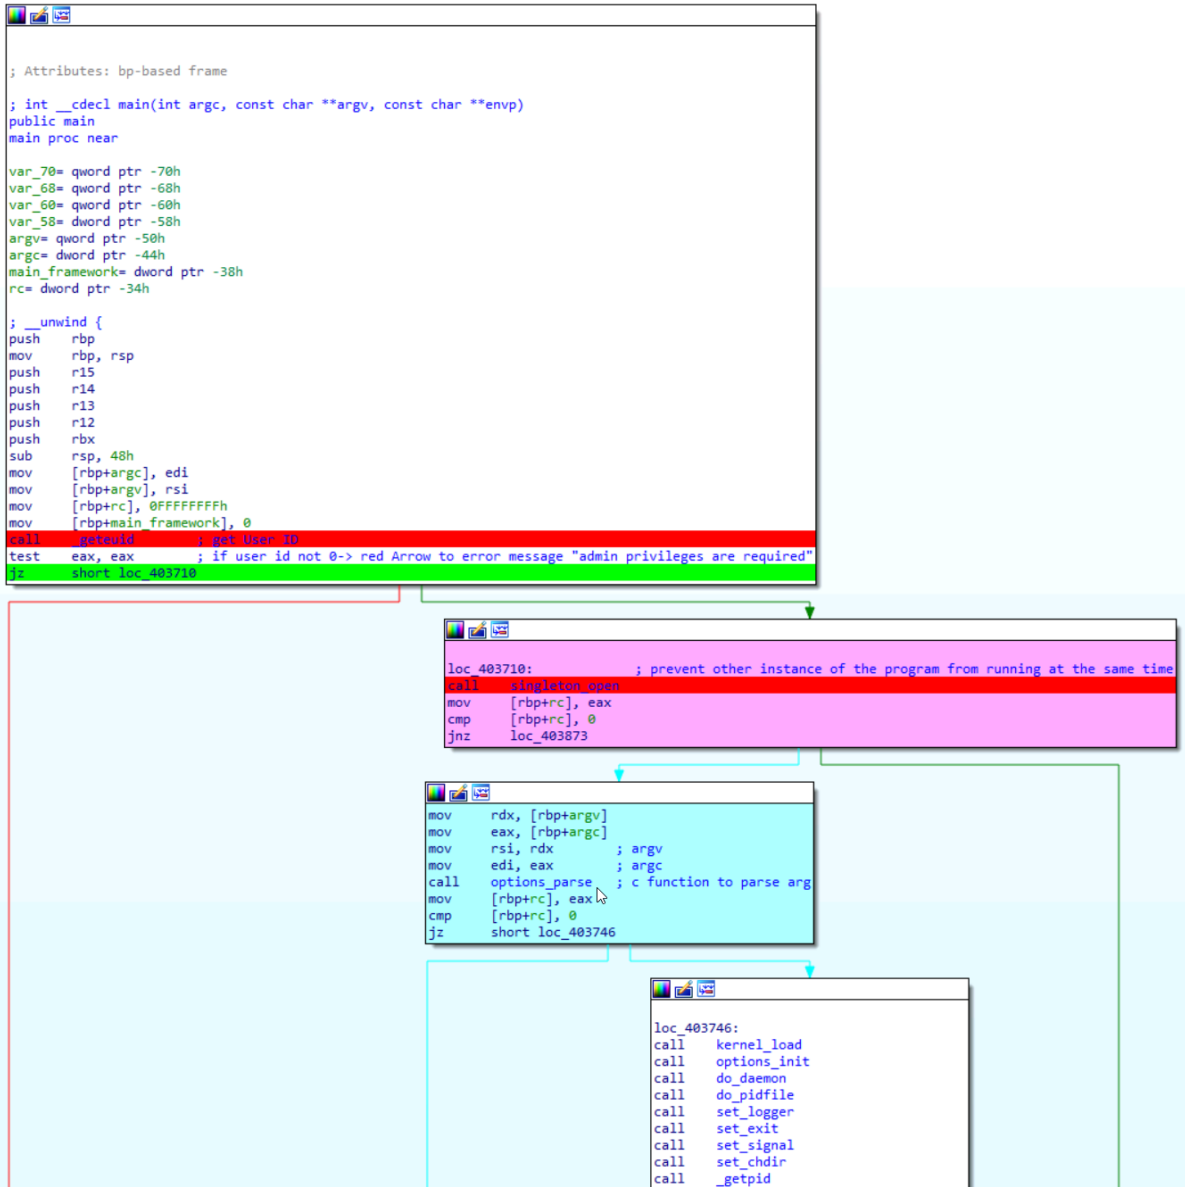 ; Attributes: bp-based frame
; int __cdecl main(int argc, const char **argv, const char **envp)
public main
main proc near
var_70= qword ptr -70h
var_68= qword ptr -68h
var_60= qword ptr -60h
var_58= dword ptr -58h
argv= qword ptr -50h
argc= dword ptr -44h
main_framework= dword ptr -38h
rc= dword ptr -34h
; __unwind {
push rbp
mov rbp, rsp
push r15
push r14
push r13
push r12
push rbx
sub rsp, 48h
mov [rbp+argc], edi
mov [rbp+argv], rsi
mov [rbp+rc], 0FFFFFFFFh
mov [rbp+main_framework], 0
call _geteuid ; get User ID
test eax, eax ; if user id not 0-> red Arrow to error message "admin privileges are required"
jz short loc_403710
loc_403710: ; prevent other instance of the program from running at the same time
call singleton_open
mov [rbp+rc], eax
cmp [rbp+rc], 0
jnz loc_403873
mov rdx, [rbp+argv]
mov eax, [rbp+argc]
mov rsi, rdx ; argv
mov edi, eax ; argc
call options_parse ; c function to parse arg
mov [rbp+rc], eax
cmp [rbp+rc], 0
jz short loc_403746
loc_403746:
call kernel_load
call options_init
call do_daemon
call do_pidfile
call set_logger
call set_exit
call set_signal
call set_chdir
call _getpid